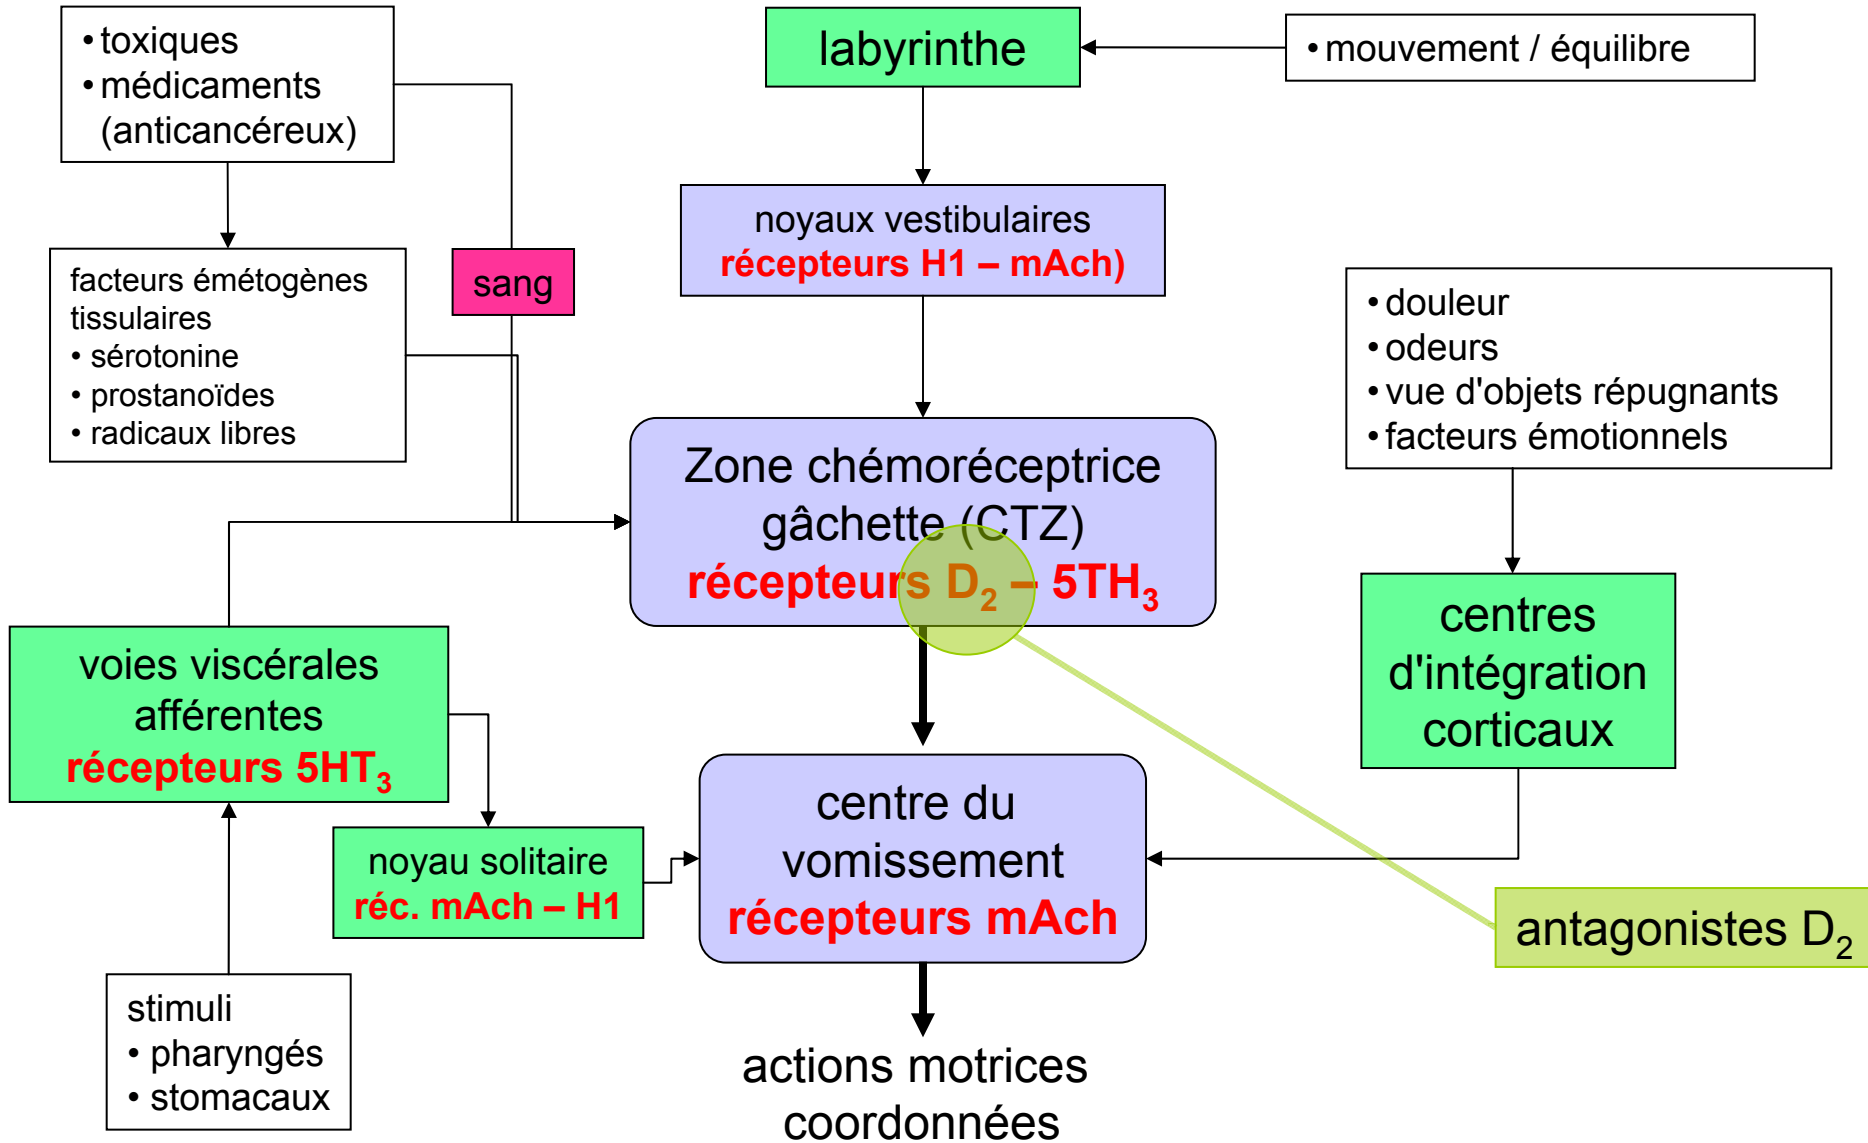 • toxiques
• médicaments
(anticancéreux)
labyrinthe
• mouvement / équilibre
noyaux vestibulaires
récepteurs H1 – mAch)
facteurs émétogènes
tissulaires
• sérotonine
• prostanoïdes
• radicaux libres
sang
• douleur
• odeurs
• vue d'objets répugnants
• facteurs émotionnels
Zone chémoréceptrice
gâchette (CTZ)
récepteurs D₂ – 5TH₃
centres
d'intégration
corticaux
voies viscérales
afférentes
récepteurs 5HT₃
noyau solitaire
réc. mAch – H1
centre du
vomissement
récepteurs mAch
antagonistes D₂
stimuli
• pharyngés
• stomacaux
actions motrices
coordonnées